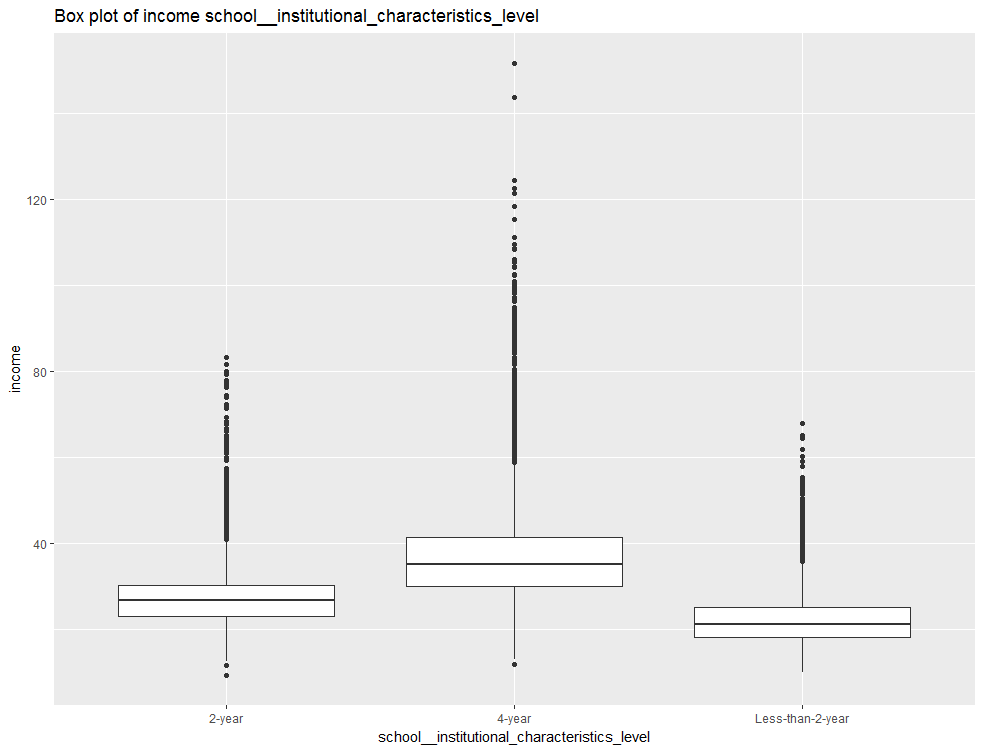 Box plot of income school__institutional_characteristics_level
120
80
40
income
2-year
4-year
Less-than-2-year
school__institutional_characteristics_level